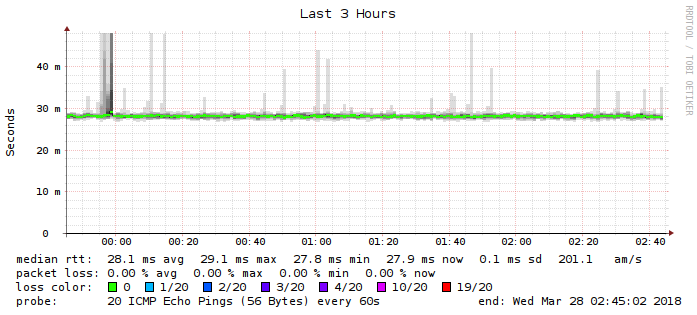 Last 3 Hours
RRDTOOL / TOBI OETIKER
Seconds
40 m
30 m
20 m
10 m
0
00:00 00:20 00:40 01:00 01:20 01:40 02:00 02:20 02:40
median rtt: 28.1 ms avg 29.1 ms max 27.8 ms min 27.9 ms now 0.1 ms sd 201.1 am/s
packet loss: 0.00 % avg 0.00 % max 0.00 % min 0.00 % now
loss color: 0 1/20 2/20 3/20 4/20 10/20 19/20
probe: 20 ICMP Echo Pings (56 Bytes) every 60s end: Wed Mar 28 02:45:02 2018